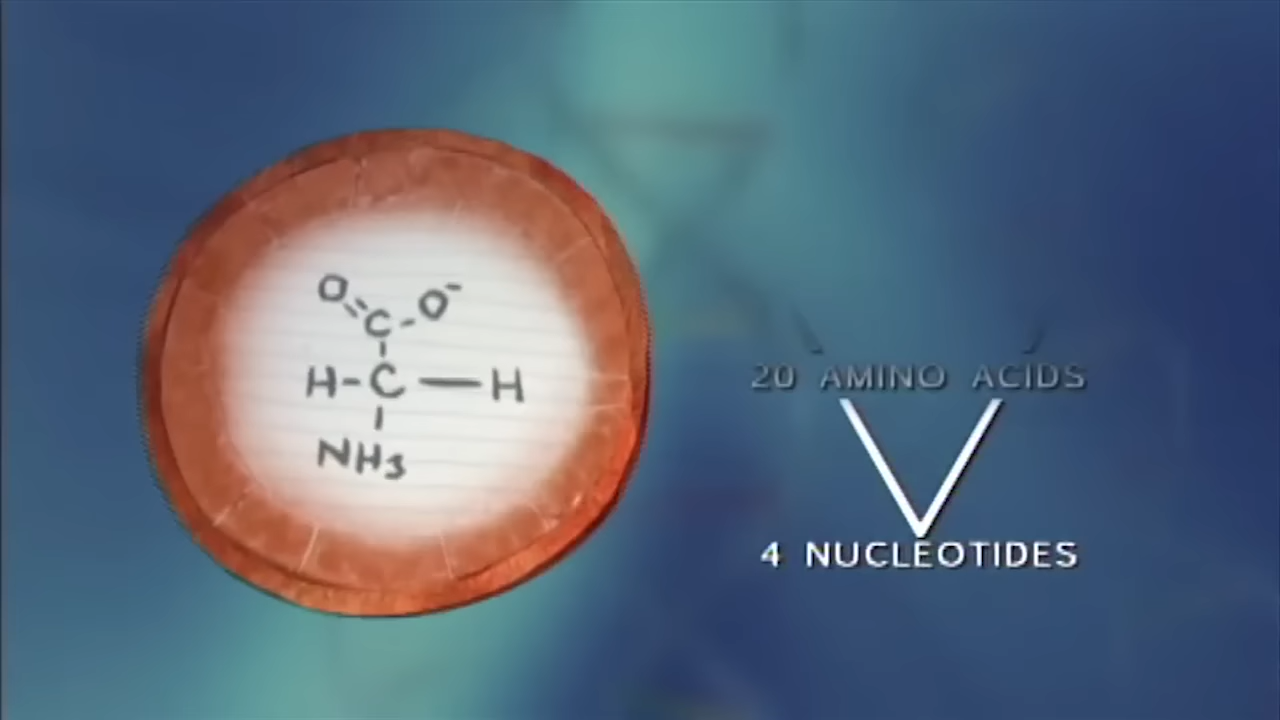 O O⁻
C
H-C—H
NH3
20 AMINO ACIDS
4 NUCLEOTIDES